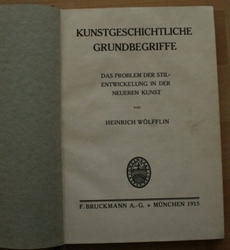 KUNSTGESCHICHTLICHE
GRUNDBEGRIFFE
DAS PROBLEM DER STIL-
ENTWICKELUNG IN DER
NEUEREN KUNST
VON
HEINRICH WÖLFFLIN
F. BRUCKMANN A.-G. • MÜNCHEN 1915